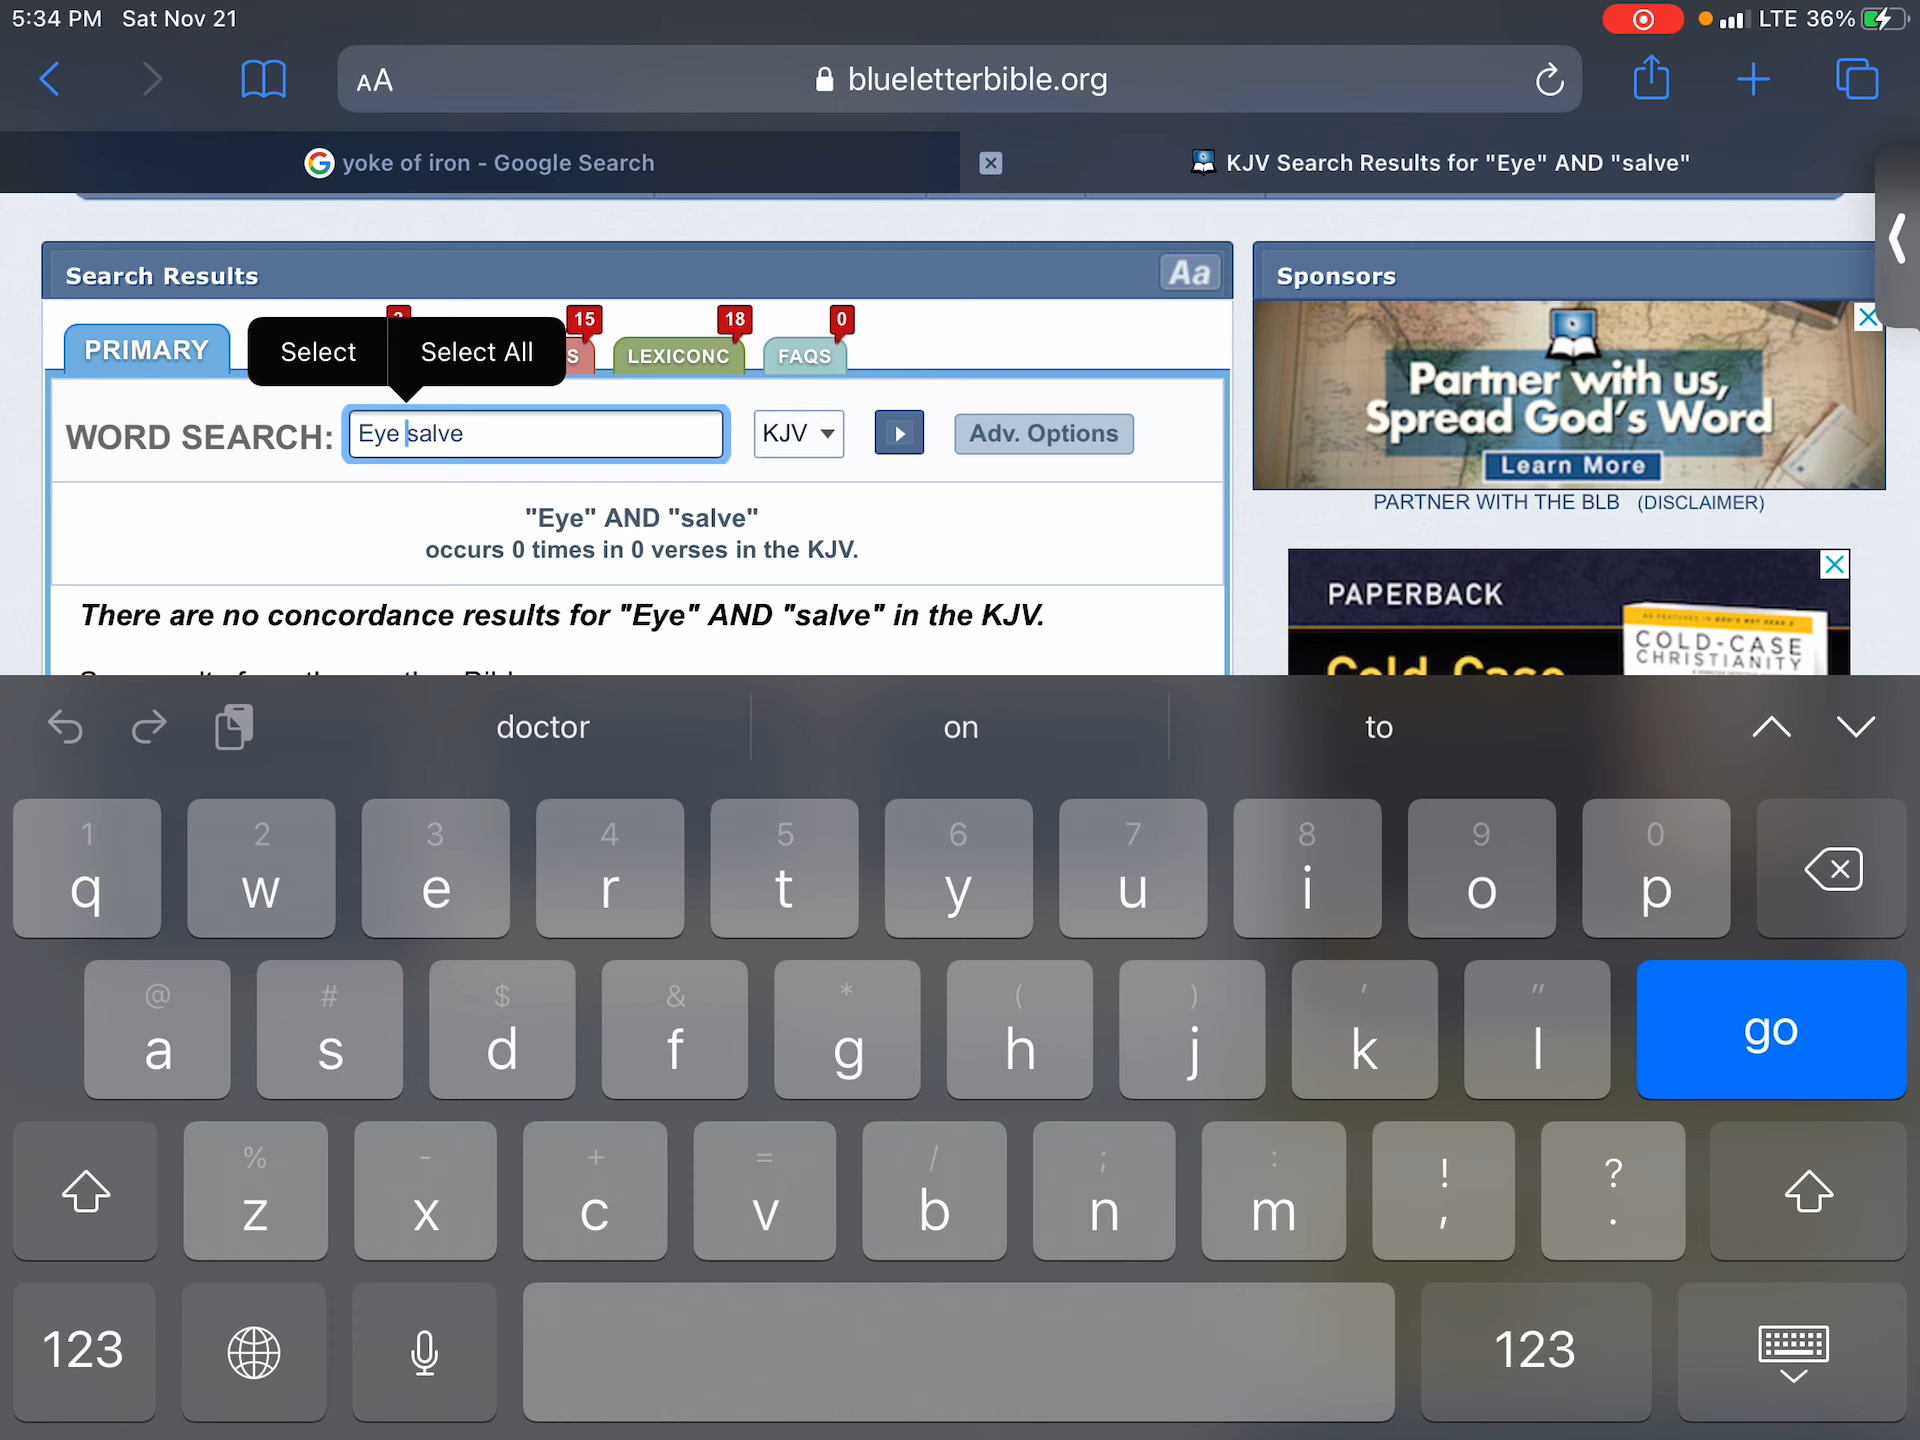 5:34 PM Sat Nov 21
LTE 36%
AA
blueletterbible.org
yoke of iron - Google Search
KJV Search Results for "Eye" AND "salve"
Search Results
Aa
Sponsors
15
18
0
PRIMARY
Select
Select All
S
LEXICONC
FAQS
WORD SEARCH:
Eye salve
KJV
Adv. Options
"Eye" AND "salve"
occurs 0 times in 0 verses in the KJV.
There are no concordance results for "Eye" AND "salve" in the KJV.
Partner with us,
Spread God's Word
Learn More
PARTNER WITH THE BLB (DISCLAIMER)
PAPERBACK
Cold-Case
COLD-CASE
CHRISTIANITY
doctor
on
to
1 2 3 4 5 6 7 8 9 0
q w e r t y u i o p
@ # $ & * ( ) ' "
a s d f g h j k l
go
% - + = / ; : ! ?
z x c v b n m , .
123
123